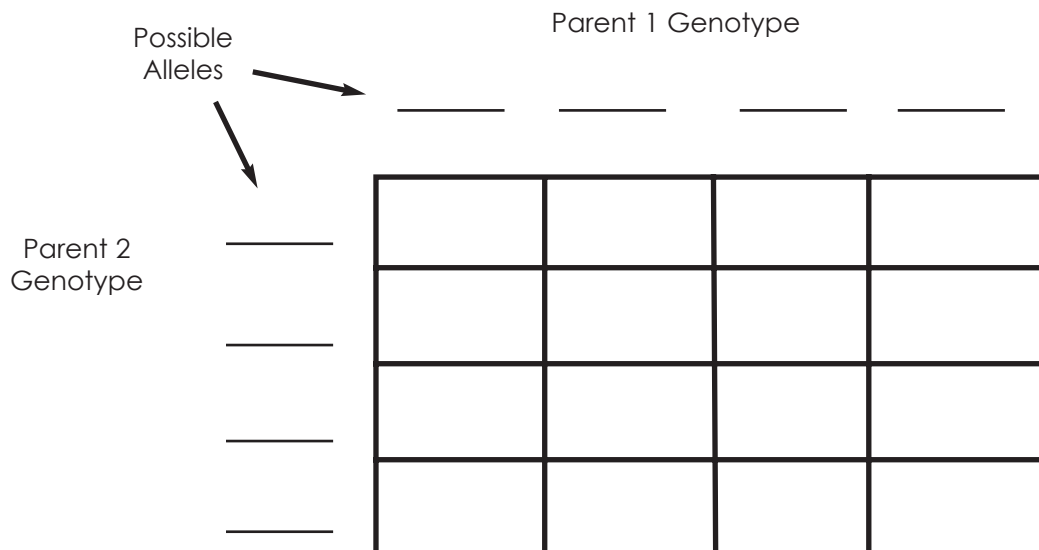 Parent 1 Genotype
Possible
Alleles
Parent 2
Genotype